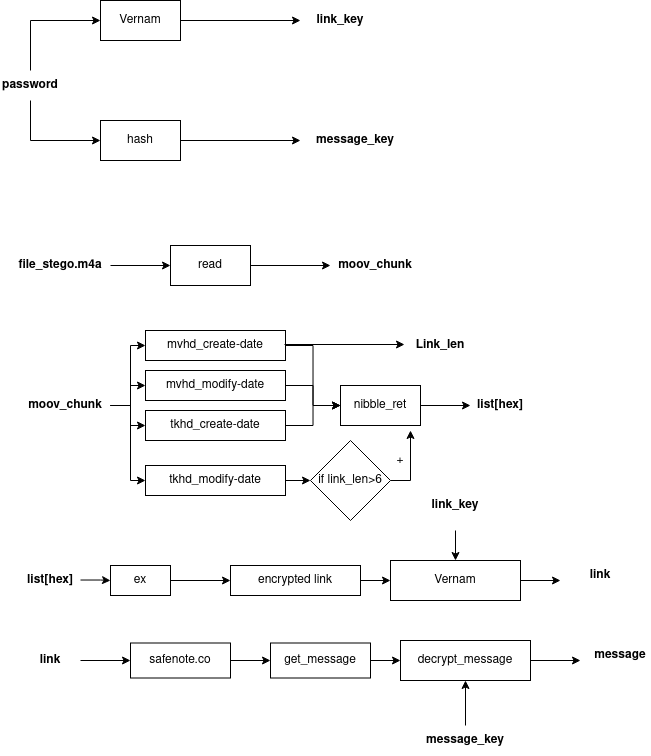 Vernam
link_key
password
hash
message_key
file_stego.m4a
read
moov_chunk
mvhd_create-date
Link_len
mvhd_modify-date
moov_chunk
nibble_ret
list[hex]
tkhd_create-date
+
tkhd_modify-date
if link_len>6
link_key
list[hex]
ex
encrypted link
Vernam
link
link
safenote.co
get_message
decrypt_message
message
message_key